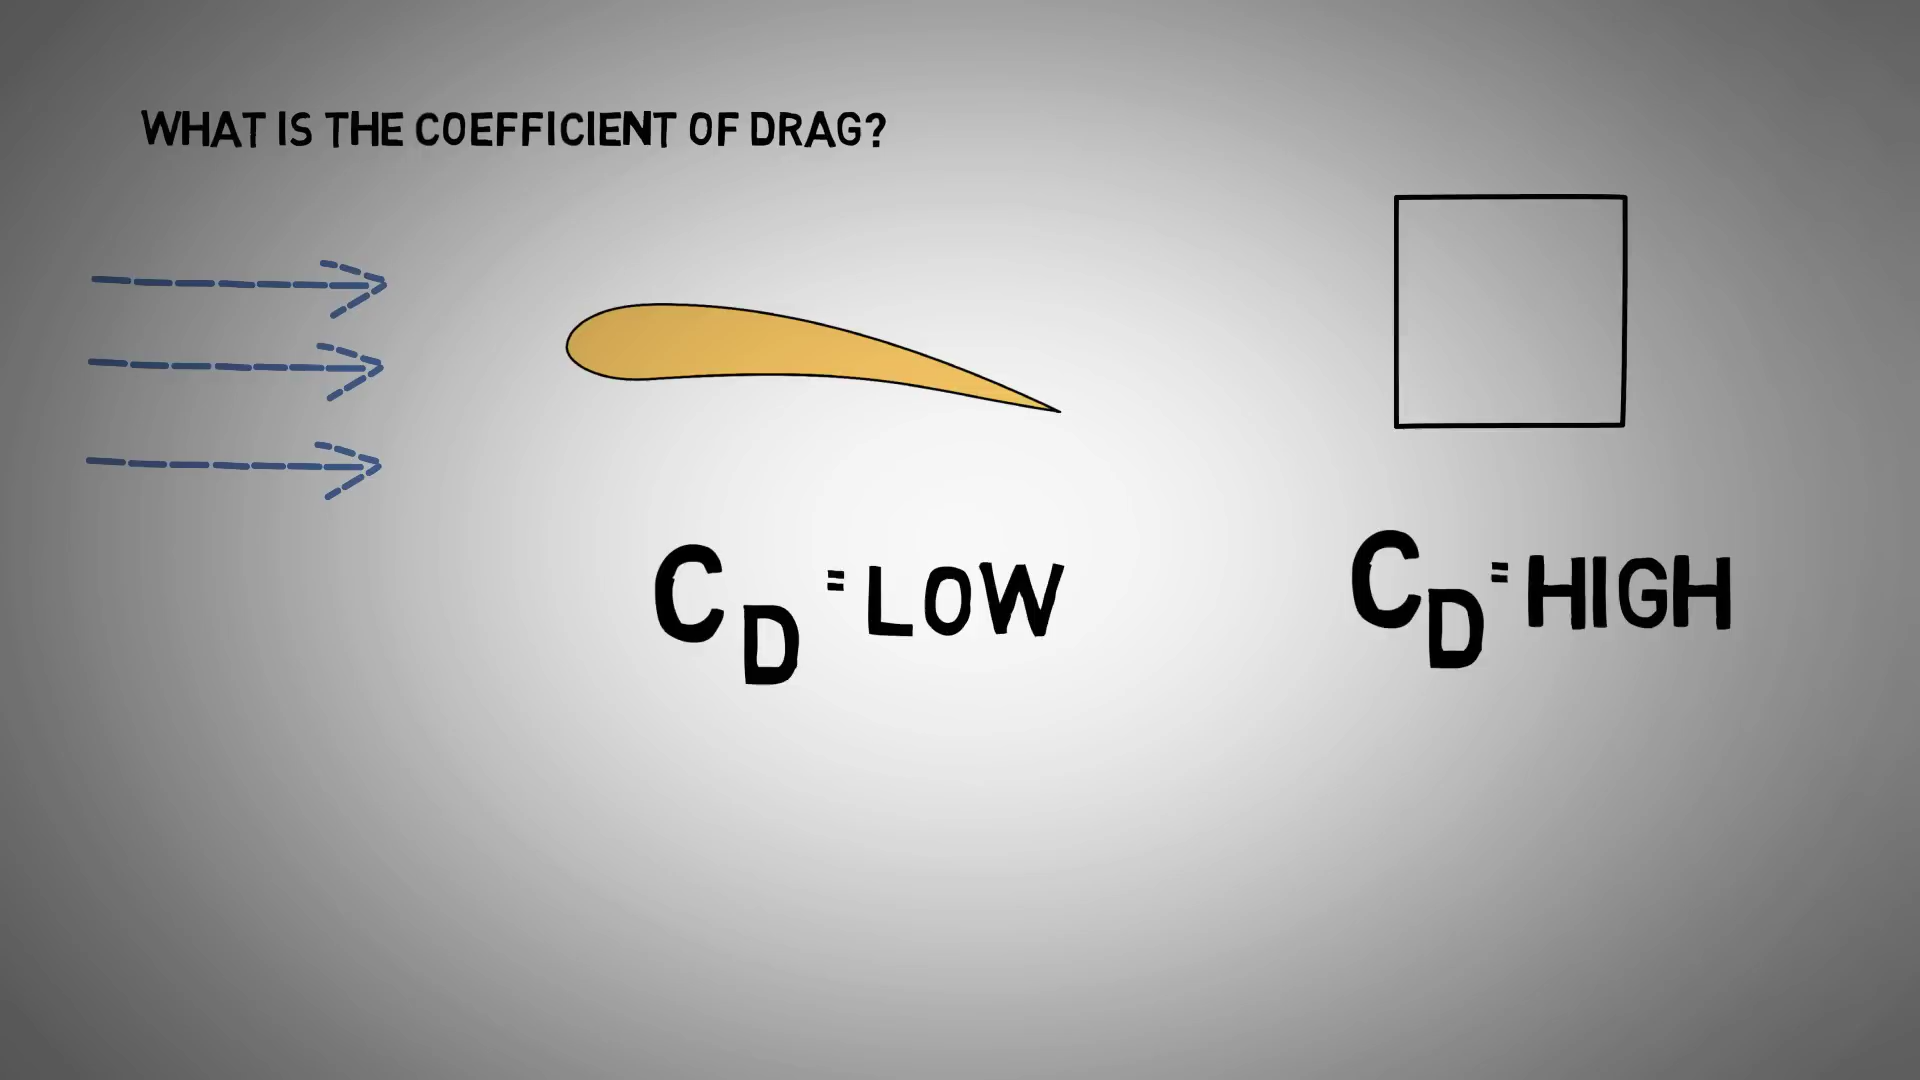 WHAT IS THE COEFFICIENT OF DRAG?
CD = LOW
CD = HIGH